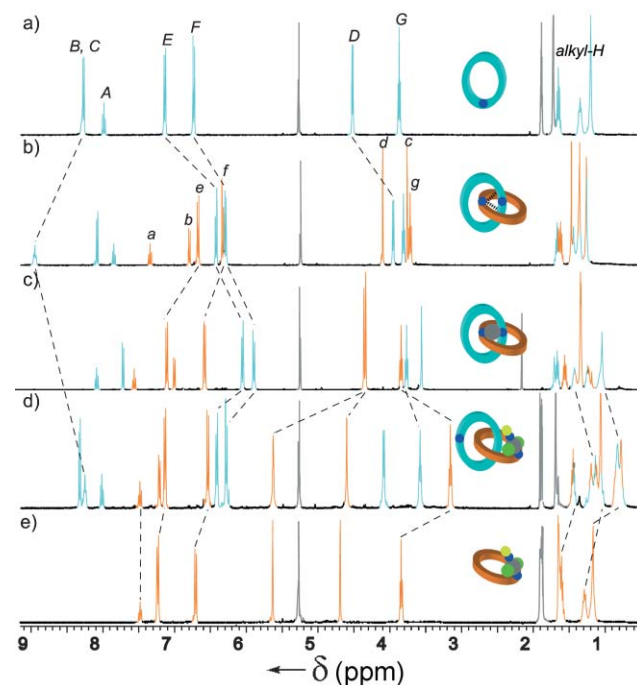 a)
B, C
A
E
F
D
G
alkyl-H
b)
a
b
e
f
d
c
g
c)
d)
e)
9 8 7 6 5 4 3 2 1
← δ (ppm)